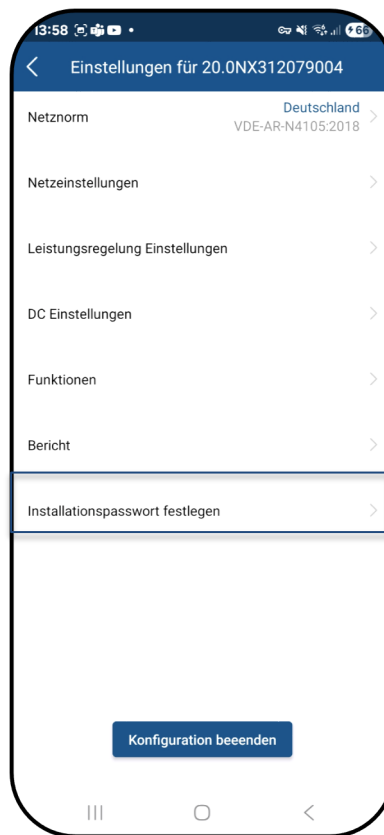 13:58
66
Einstellungen für 20.0NX312079004
Netznorm
Deutschland
VDE-AR-N4105:2018
Netzeinstellungen
Leistungsregelung Einstellungen
DC Einstellungen
Funktionen
Bericht
Installationspasswort festlegen
Konfiguration beeenden